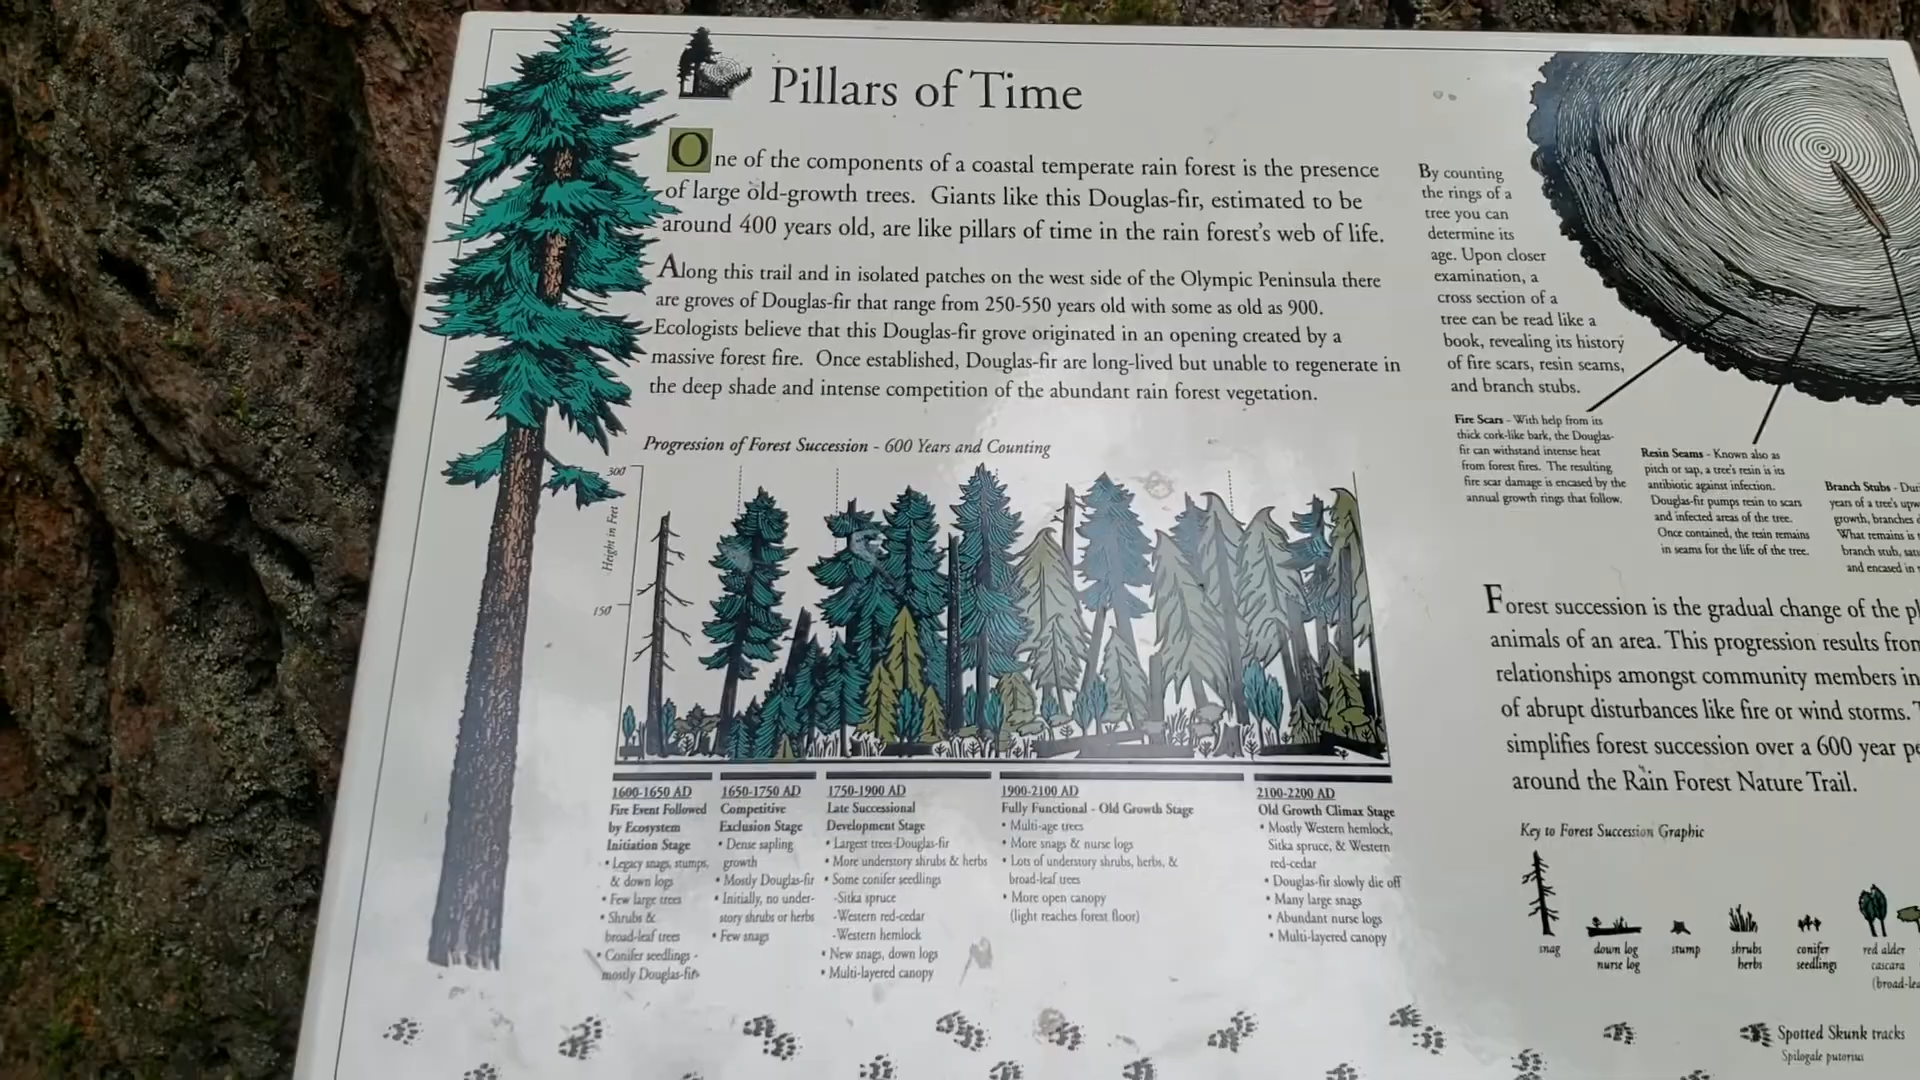 Pillars of Time
One of the components of a coastal temperate rain forest is the presence
of large old-growth trees. Giants like this Douglas-fir, estimated to be
around 400 years old, are like pillars of time in the rain forest's web of life.
Along this trail and in isolated patches on the west side of the Olympic Peninsula there
are groves of Douglas-fir that range from 250-550 years old with some as old as 900.
Ecologists believe that this Douglas-fir grove originated in an opening created by a
massive forest fire. Once established, Douglas-fir are long-lived but unable to regenerate in
the deep shade and intense competition of the abundant rain forest vegetation.
Progression of Forest Succession - 600 Years and Counting
300
Height in Feet
150
1600-1650 AD
Fire Event Followed
by Ecosystem
Initiation Stage
• Legacy snags, stumps,
& down logs
• Few large trees
• Shrubs &
broad-leaf trees
• Conifer seedlings -
mostly Douglas-fir
1650-1750 AD
Competitive
Exclusion Stage
• Dense sapling
growth
• Mostly Douglas-fir
• Initially, no under-
story shrubs or herbs
• Few snags
1750-1900 AD
Late Successional
Development Stage
• Largest trees-Douglas-fir
• More understory shrubs & herbs
• Some conifer seedlings
-Sitka spruce
-Western red-cedar
-Western hemlock
• New snags, down logs
• Multi-layered canopy
1900-2100 AD
Fully Functional - Old Growth Stage
• Multi-age trees
• More snags & nurse logs
• Lots of understory shrubs, herbs, &
broad-leaf trees
• More open canopy
(light reaches forest floor)
2100-2200 AD
Old Growth Climax Stage
• Mostly Western hemlock,
Sitka spruce, & Western
red-cedar
• Douglas-fir slowly die off
• Many large snags
• Abundant nurse logs
• Multi-layered canopy
By counting
the rings of a
tree you can
determine its
age. Upon closer
examination, a
cross section of a
tree can be read like a
book, revealing its history
of fire scars, resin seams,
and branch stubs.
Fire Scars - With help from its
thick cork-like bark, the Douglas-
fir can withstand intense heat
from forest fires. The resulting
fire scar damage is encased by the
annual growth rings that follow.
Resin Seams - Known also as
pitch or sap, a tree's resin is its
antibiotic against infection.
Douglas-fir pumps resin to scars
and infected areas of the tree.
Once contained, the resin remains
in seams for the life of the tree.
Branch Stubs -
years of a tree's
growth, branches
What remains is
branch stub,
and encased in
Forest succession is the gradual change of the
animals of an area. This progression results from
relationships amongst community members in
of abrupt disturbances like fire or wind storms.
simplifies forest succession over a 600 year
around the Rain Forest Nature Trail.
Key to Forest Succession Graphic
snag
down log
nurse log
stump
shrubs
herbs
conifer
seedlings
red alder
cascara
Spotted Skunk tracks
Spilogale putorius